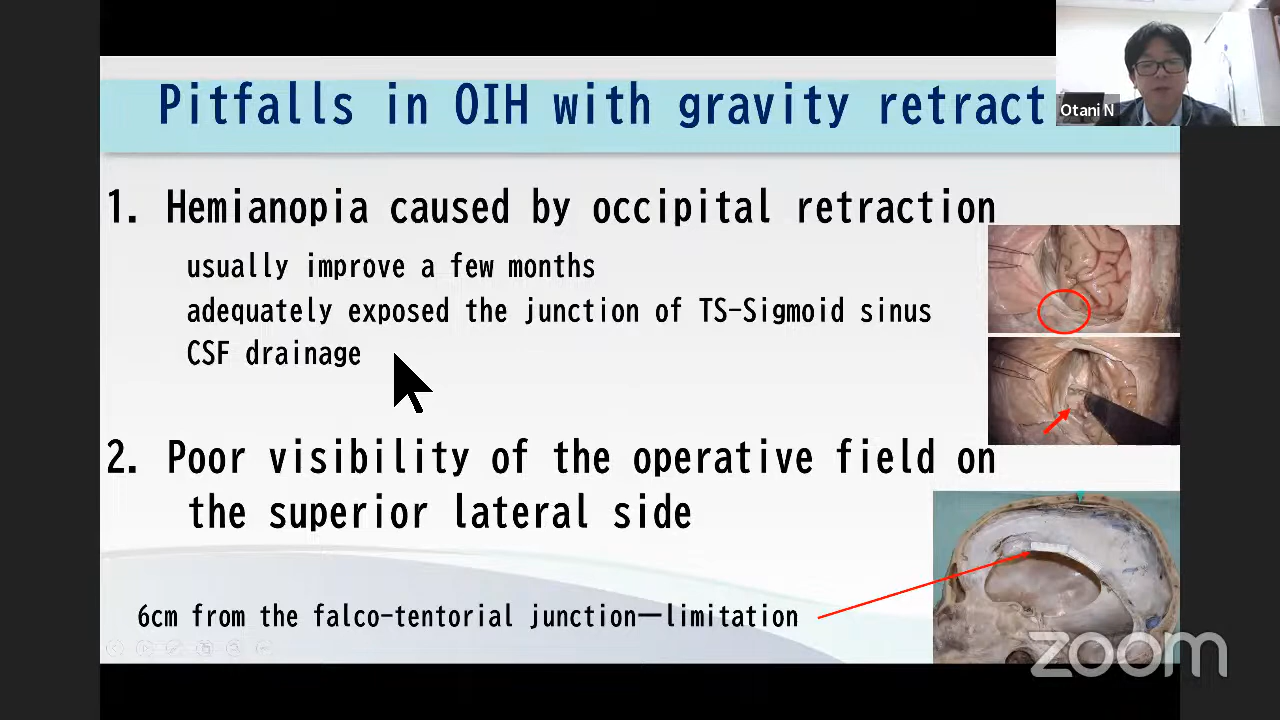 Pitfalls in OIH with gravity retract
Otani N
1. Hemianopia caused by occipital retraction
usually improve a few months
adequately exposed the junction of TS-Sigmoid sinus
CSF drainage
2. Poor visibility of the operative field on
the superior lateral side
6cm from the falco-tentorial junction—limitation
zoom